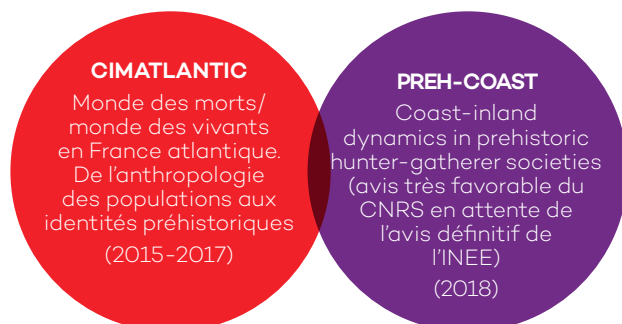 CIMATLANTIC
Monde des morts/
monde des vivants
en France atlantique.
De l'anthropologie
des populations aux
identités préhistoriques
(2015-2017)
PREH-COAST
Coast-inland
dynamics in prehistoric
hunter-gatherer societies
(avis très favorable du
CNRS en attente de
l'avis définitif de
l'INEE)
(2018)